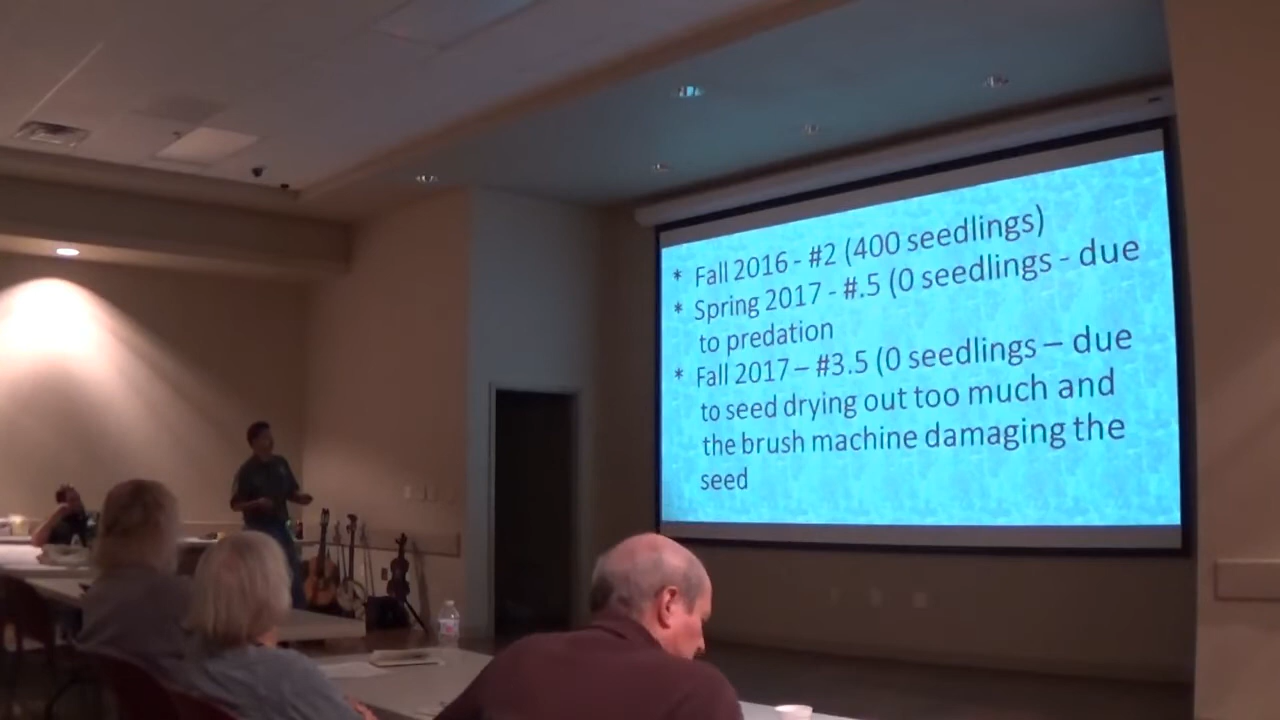 * Fall 2016 - #2 (400 seedlings)
* Spring 2017 - #.5 (0 seedlings - due
to predation
* Fall 2017 – #3.5 (0 seedlings – due
to seed drying out too much and
the brush machine damaging the
seed